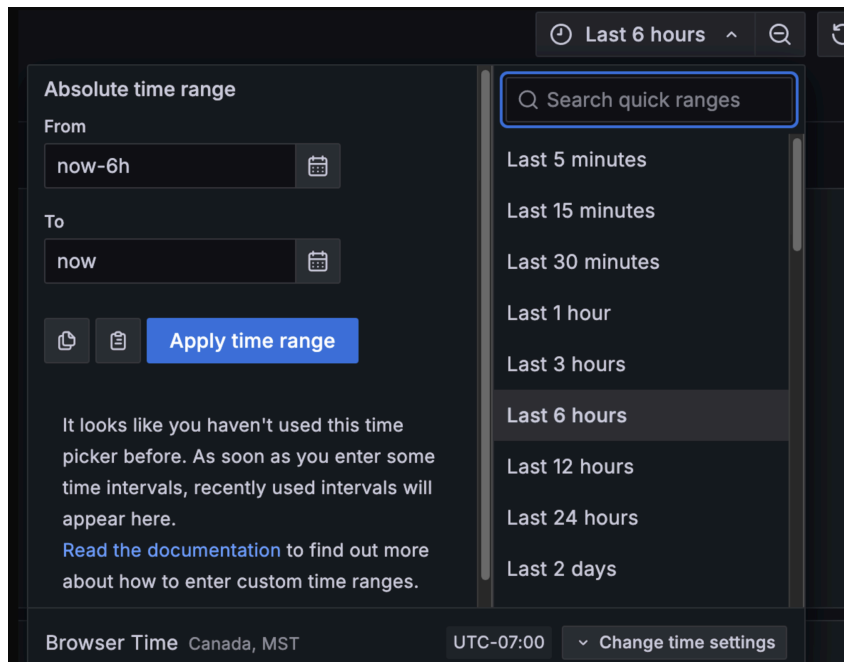 Last 6 hours
Absolute time range
From
now-6h
To
now
Apply time range
It looks like you haven't used this time
picker before. As soon as you enter some
time intervals, recently used intervals will
appear here.
Read the documentation to find out more
about how to enter custom time ranges.
Search quick ranges
Last 5 minutes
Last 15 minutes
Last 30 minutes
Last 1 hour
Last 3 hours
Last 6 hours
Last 12 hours
Last 24 hours
Last 2 days
Browser Time Canada, MST UTC-07:00 Change time settings